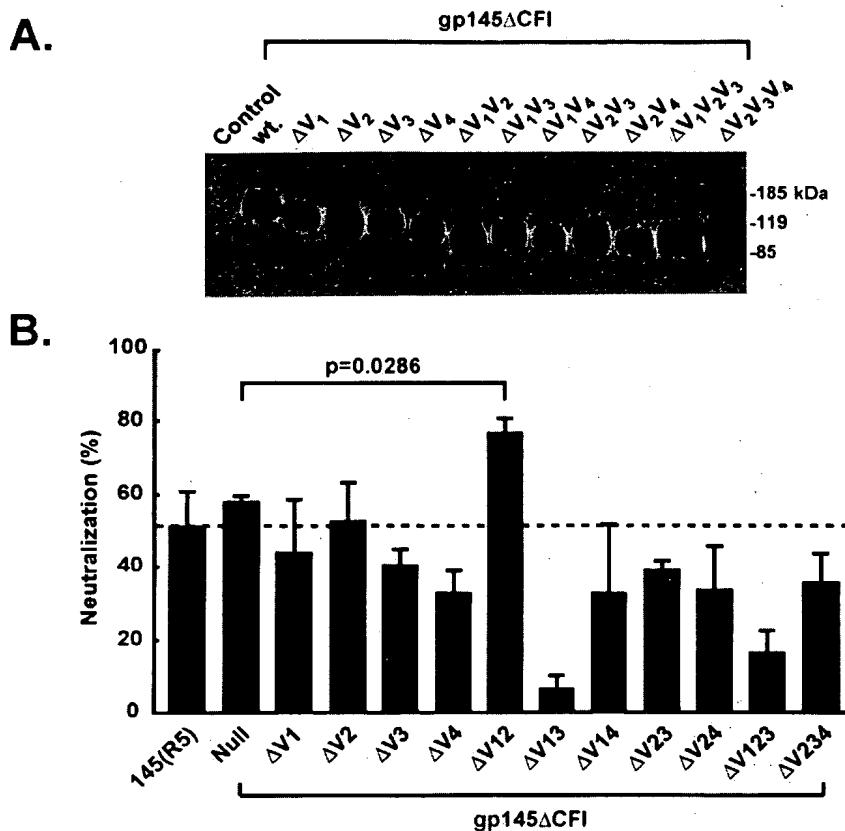 A.
gp145ΔCFI
Control
wt.
ΔV1
ΔV2
ΔV3
ΔV4
ΔV1V2
ΔV1V3
ΔV1V4
ΔV2V3
ΔV2V4
ΔV1V2V3
ΔV2V3V4
-185 kDa
-119
-85
B.
p=0.0286
Neutralization (%)
100
80
60
40
20
0
145(R5)
Null
ΔV1
ΔV2
ΔV3
ΔV4
ΔV12
ΔV13
ΔV14
ΔV23
ΔV24
ΔV123
ΔV234
gp145ΔCFI